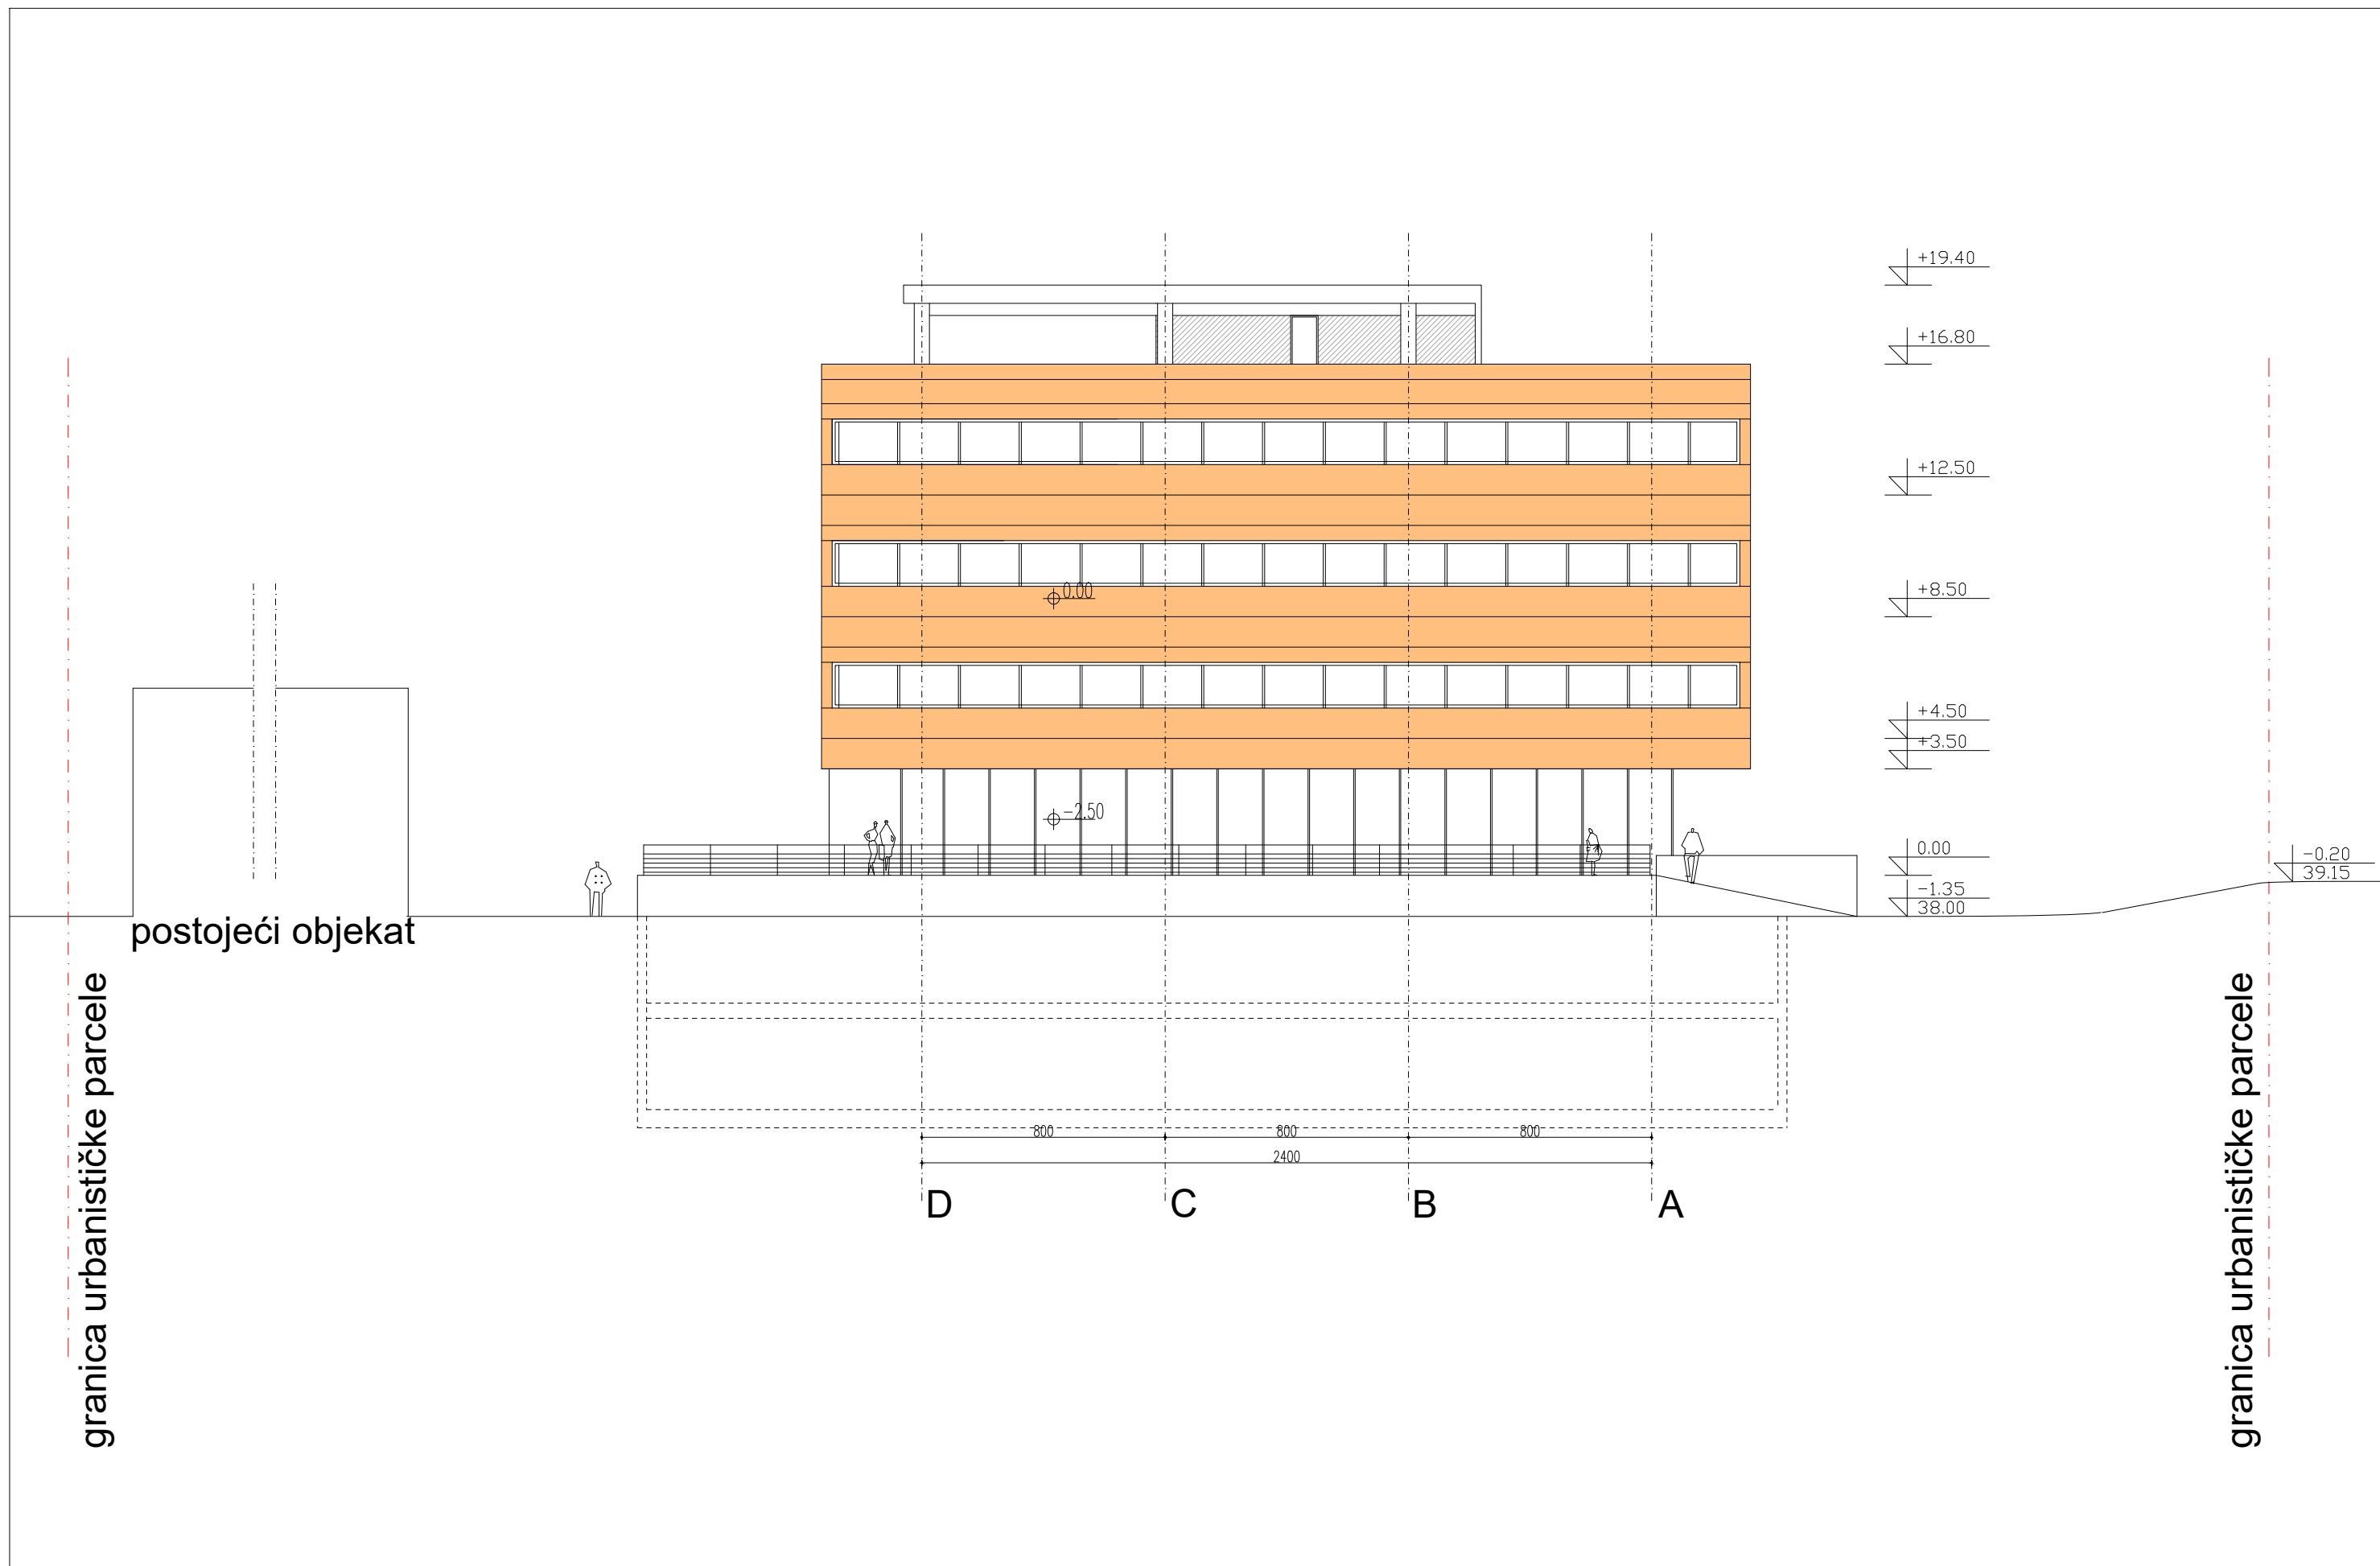 +19.40
+16.80
+12.50
+8.50
0.00
+4.50
+3.50
-2.50
0.00
-0.20
39.15
-1.35
38.00
postojeći objekat
granica urbanističke parcele
granica urbanističke parcele
800
800
800
2400
D
C
B
A